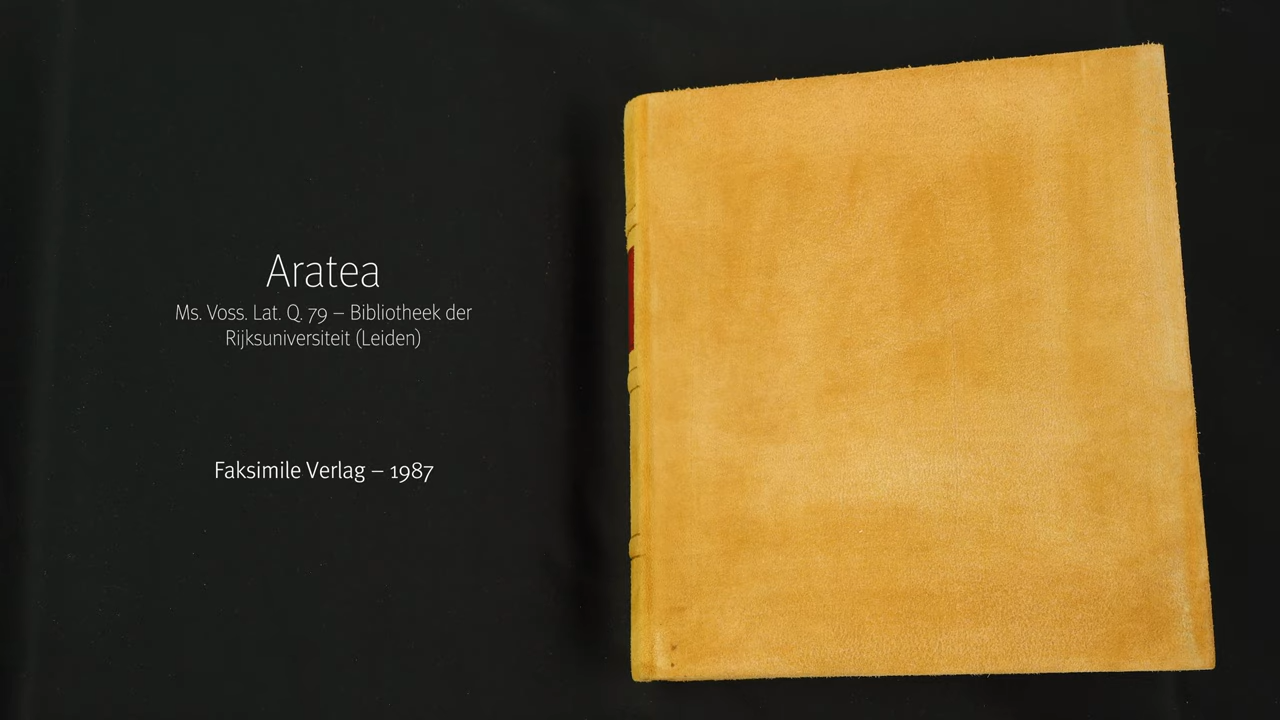 Aratea
Ms. Voss. Lat. Q. 79 – Bibliotheek der
Rijksuniversiteit (Leiden)
Faksimile Verlag – 1987